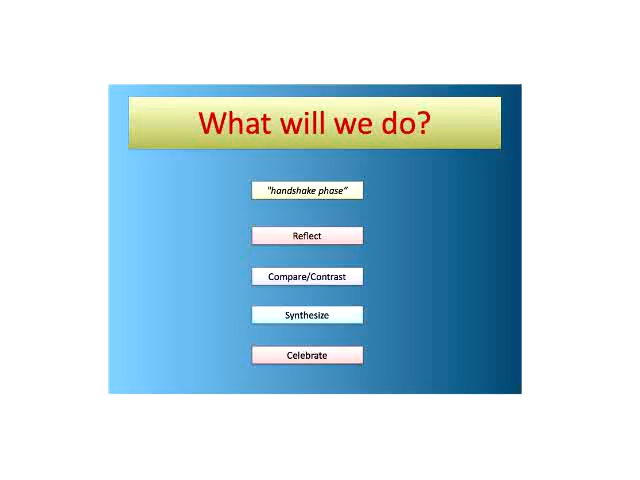 What will we do?
"handshake phase”
Reflect
Compare/Contrast
Synthesize
Celebrate